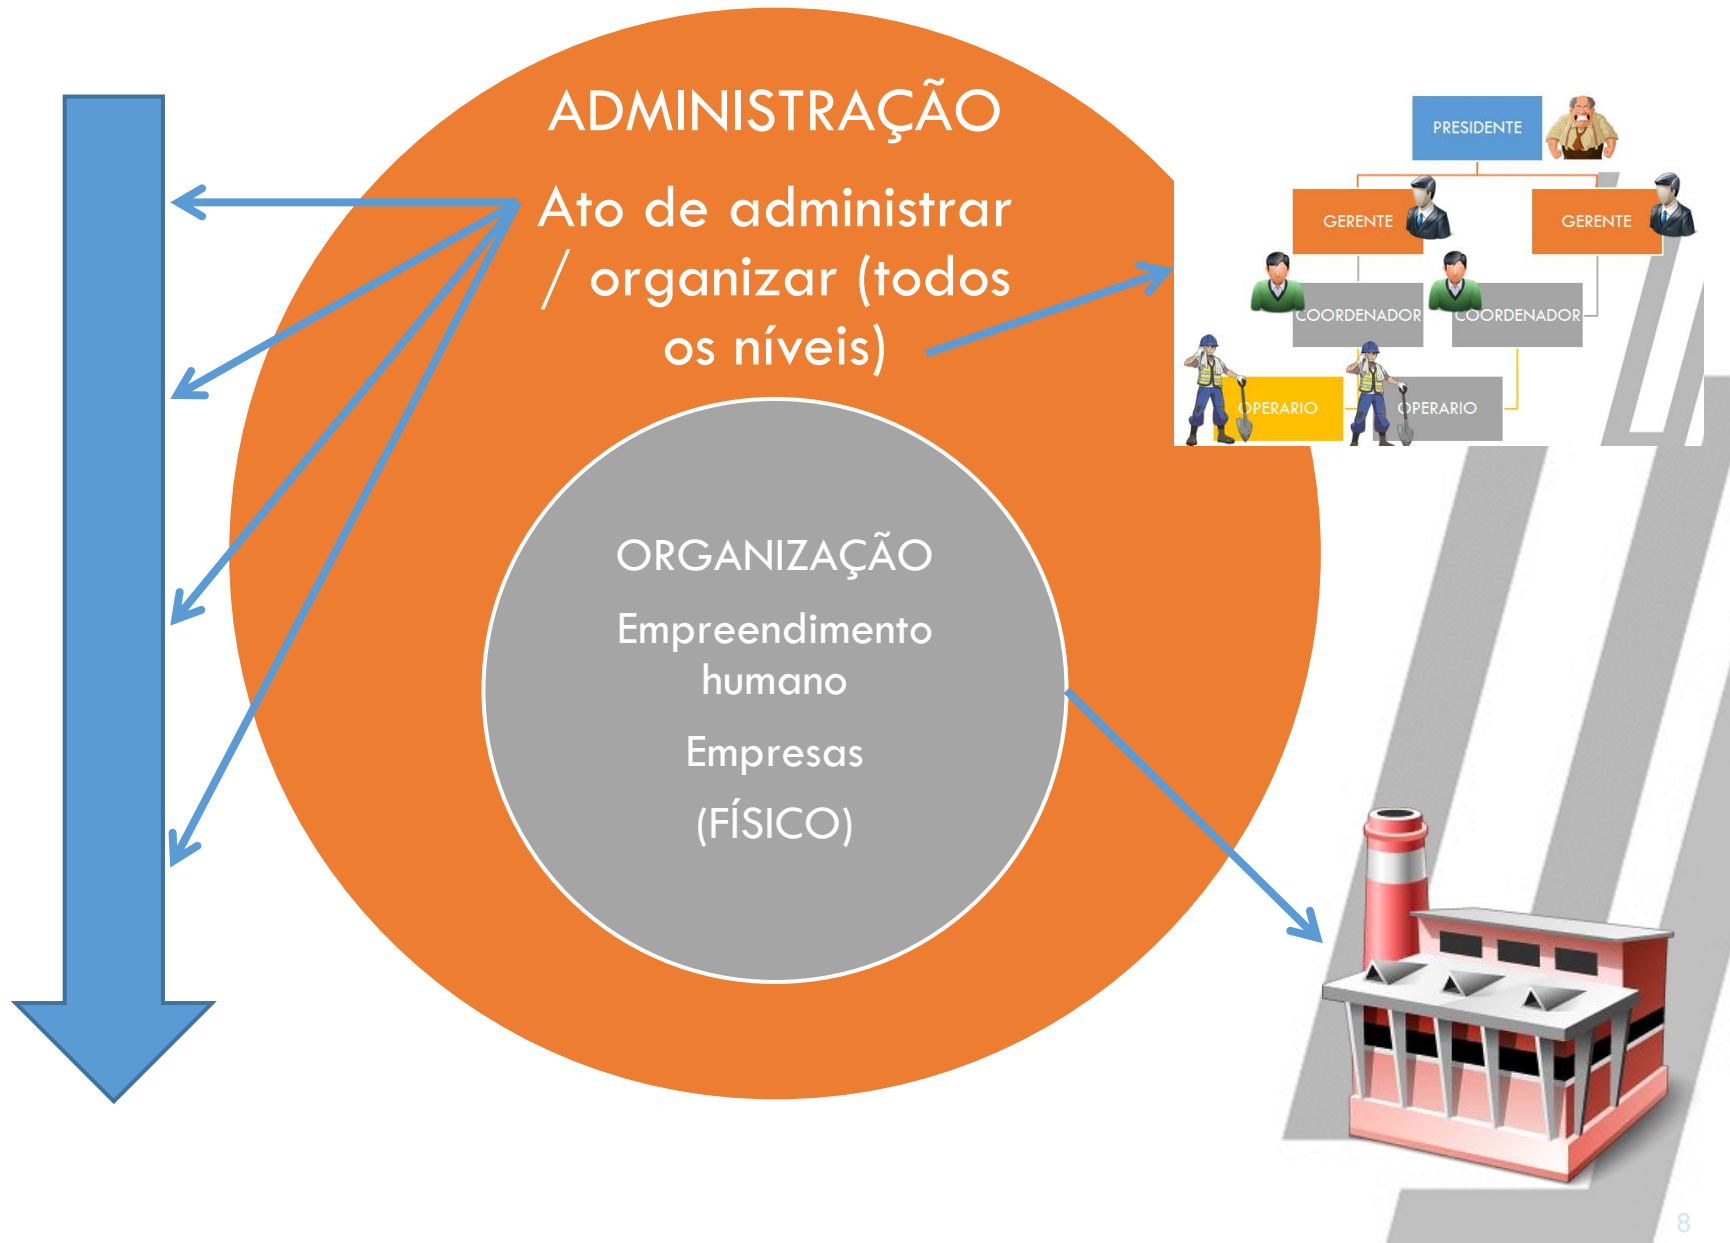 ADMINISTRAÇÃO
Ato de administrar
/ organizar (todos
os níveis)
ORGANIZAÇÃO
Empreendimento
humano
Empresas
(FÍSICO)
PRESIDENTE
GERENTE
GERENTE
COORDENADOR
COORDENADOR
OPERARIO
OPERARIO
8